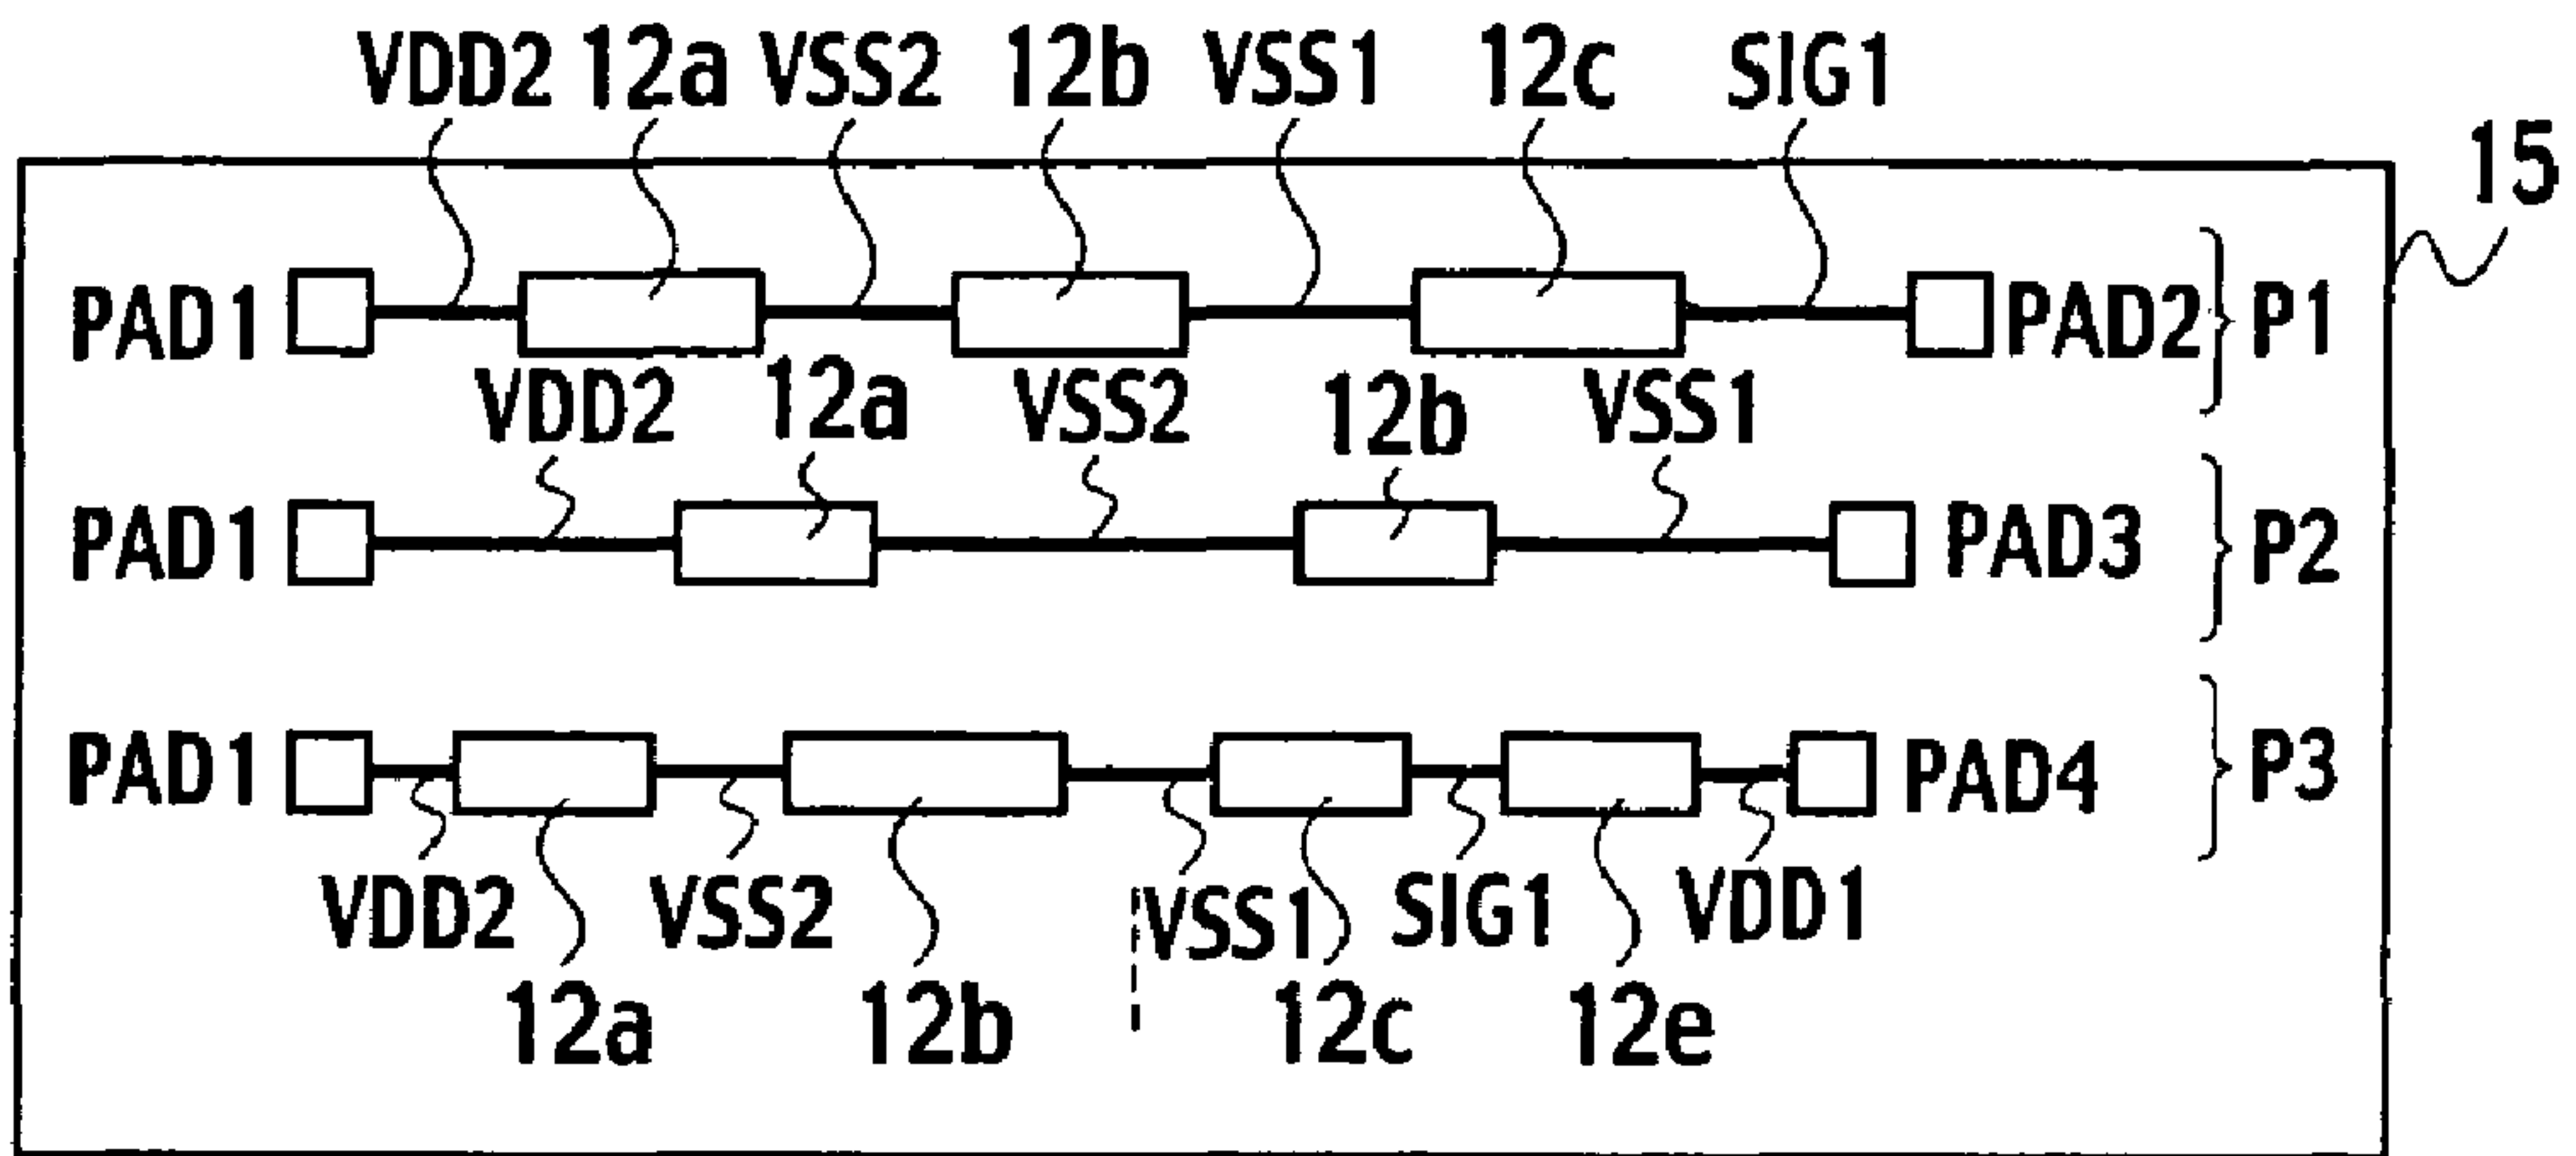 VDD2 12a VSS2 12b VSS1 12c SIG1
15
PAD1 PAD2 P1
VDD2 12a VSS2 12b VSS1
PAD1 PAD3 P2
PAD1 PAD4 P3
VDD2 VSS2 VSS1 SIG1 VDD1
12a 12b 12c 12e